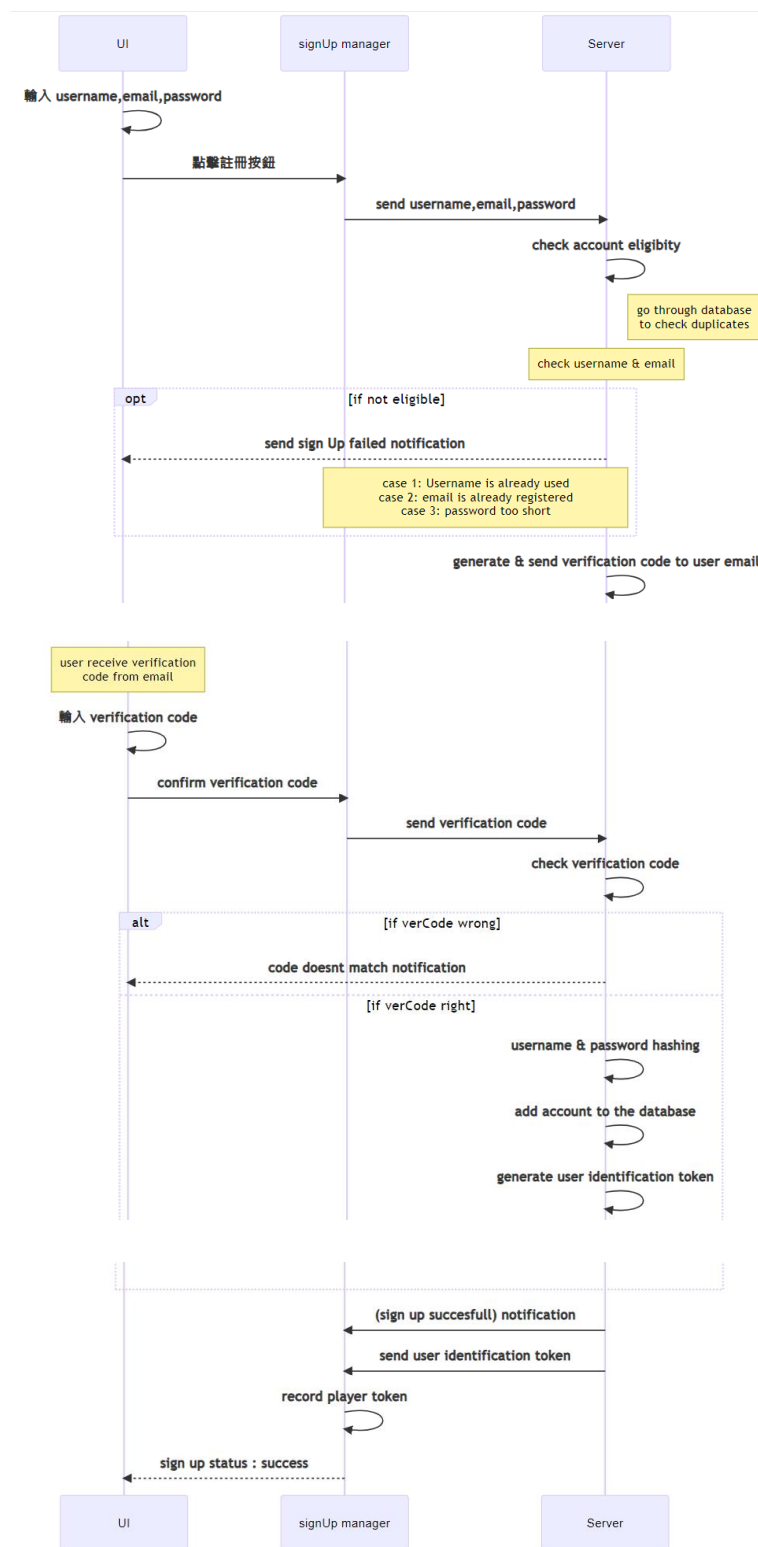 UI
signUp manager
Server
輸入 username,email,password
點擊註冊按鈕
send username,email,password
check account eligibity
go through database
to check duplicates
check username & email
opt
[if not eligible]
send sign Up failed notification
case 1: Username is already used
case 2: email is already registered
case 3: password too short
generate & send verification code to user email
user receive verification
code from email
輸入 verification code
confirm verification code
send verification code
check verification code
alt
[if verCode wrong]
code doesnt match notification
[if verCode right]
username & password hashing
add account to the database
generate user identification token
(sign up succesfull) notification
send user identification token
record player token
sign up status : success
UI
signUp manager
Server